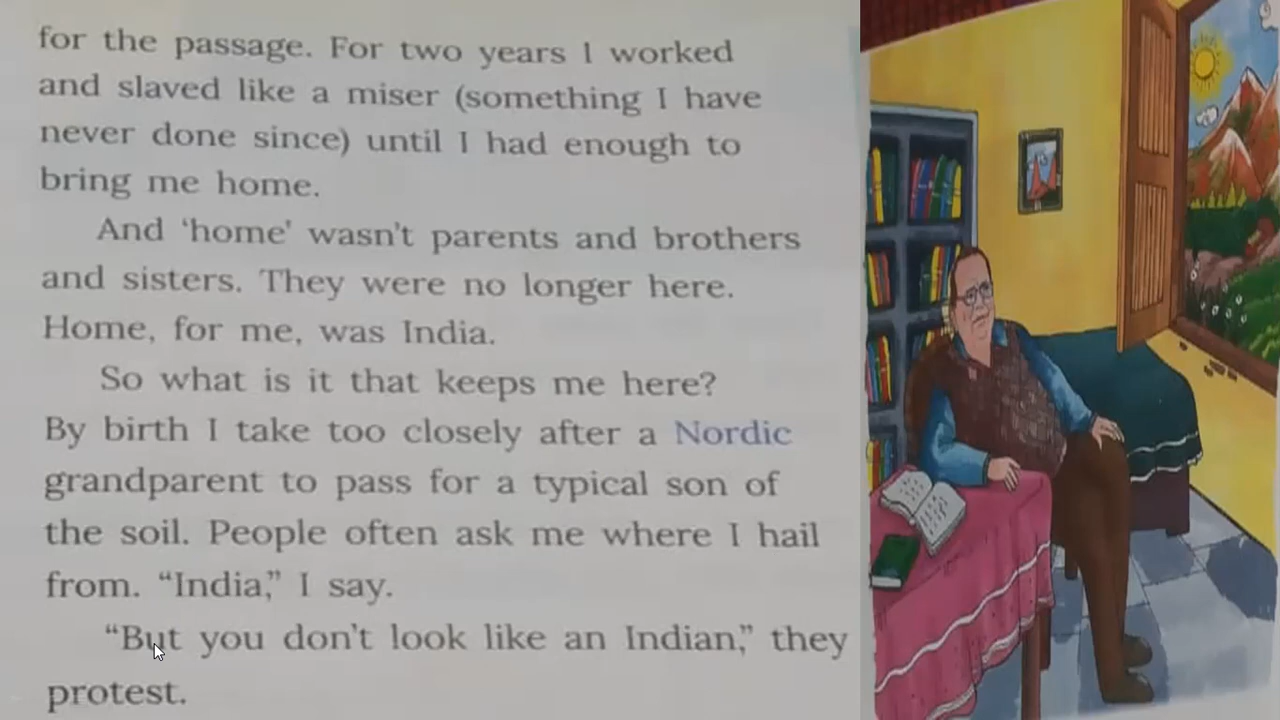 for the passage. For two years I worked
and slaved like a miser (something I have
never done since) until I had enough to
bring me home.
And ‘home’ wasn’t parents and brothers
and sisters. They were no longer here.
Home, for me, was India.
So what is it that keeps me here?
By birth I take too closely after a Nordic
grandparent to pass for a typical son of
the soil. People often ask me where I hail
from. “India,” I say.
“But you don’t look like an Indian,” they
protest.